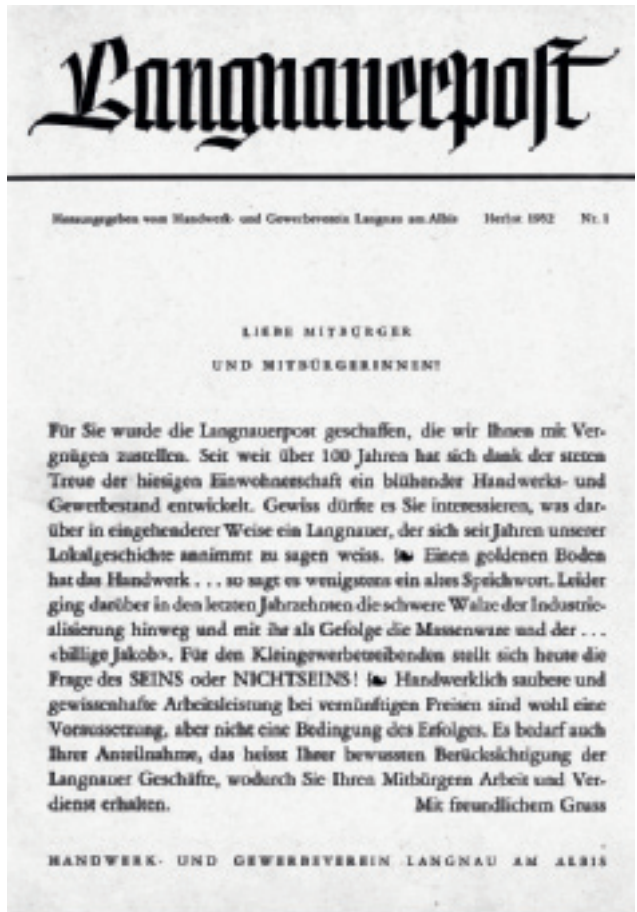 Langnauerpost
Herausgegeben vom Handwerk- und Gewerbeverein Langnau am Albis Herbst 1952 Nr. 1
LIEBE MITBÜRGER
UND MITBÜRGERINNEN!
Für Sie wurde die Langnauerpost geschaffen, die wir Ihnen mit Ver-
gnügen zustellen. Seit weit über 100 Jahren hat sich dank der steten
Treue der hiesigen Einwohnerschaft ein blühender Handwerks- und
Gewerbestand entwickelt. Gewiss dürfte es Sie interessieren, was dar-
über in eingehenderer Weise ein Langnauer, der sich seit Jahren unserer
Lokalgeschichte annimmt zu sagen weiss. ❧ Einen goldenen Boden
hat das Handwerk . . . so sagt es wenigstens ein altes Sprichwort. Leider
ging darüber in den letzten Jahrzehnten die schwere Walze der Industrie-
alisierung hinweg und mit ihr als Gefolge die Massenware und der . . .
«billige Jakob». Für den Kleingewerbetreibenden stellt sich heute die
Frage des SEINS oder NICHTSEINS! ❧ Handwerklich saubere und
gewissenhafte Arbeitsleistung bei vernünftigen Preisen sind wohl eine
Voraussetzung, aber nicht eine Bedingung des Erfolges. Es bedarf auch
Ihrer Anteilnahme, das heisst Ihrer bewussten Berücksichtigung der
Langnauer Geschäfte, wodurch Sie Ihren Mitbürgern Arbeit und Ver-
dienst erhalten. Mit freundlichem Gruss
HANDWERK- UND GEWERBEVEREIN LANGNAU AM ALBIS